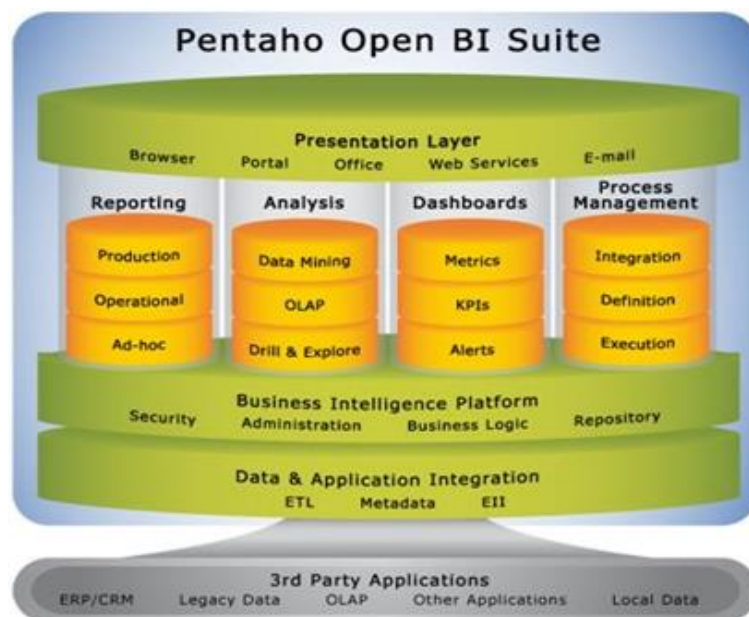 Pentaho Open BI Suite
Presentation Layer
Browser Portal Office Web Services E-mail
Reporting Analysis Dashboards Process Management
Production Data Mining Metrics Integration
Operational OLAP KPIs Definition
Ad-hoc Drill & Explore Alerts Execution
Business Intelligence Platform
Security Administration Business Logic Repository
Data & Application Integration
ETL Metadata EII
3rd Party Applications
ERP/CRM Legacy Data OLAP Other Applications Local Data